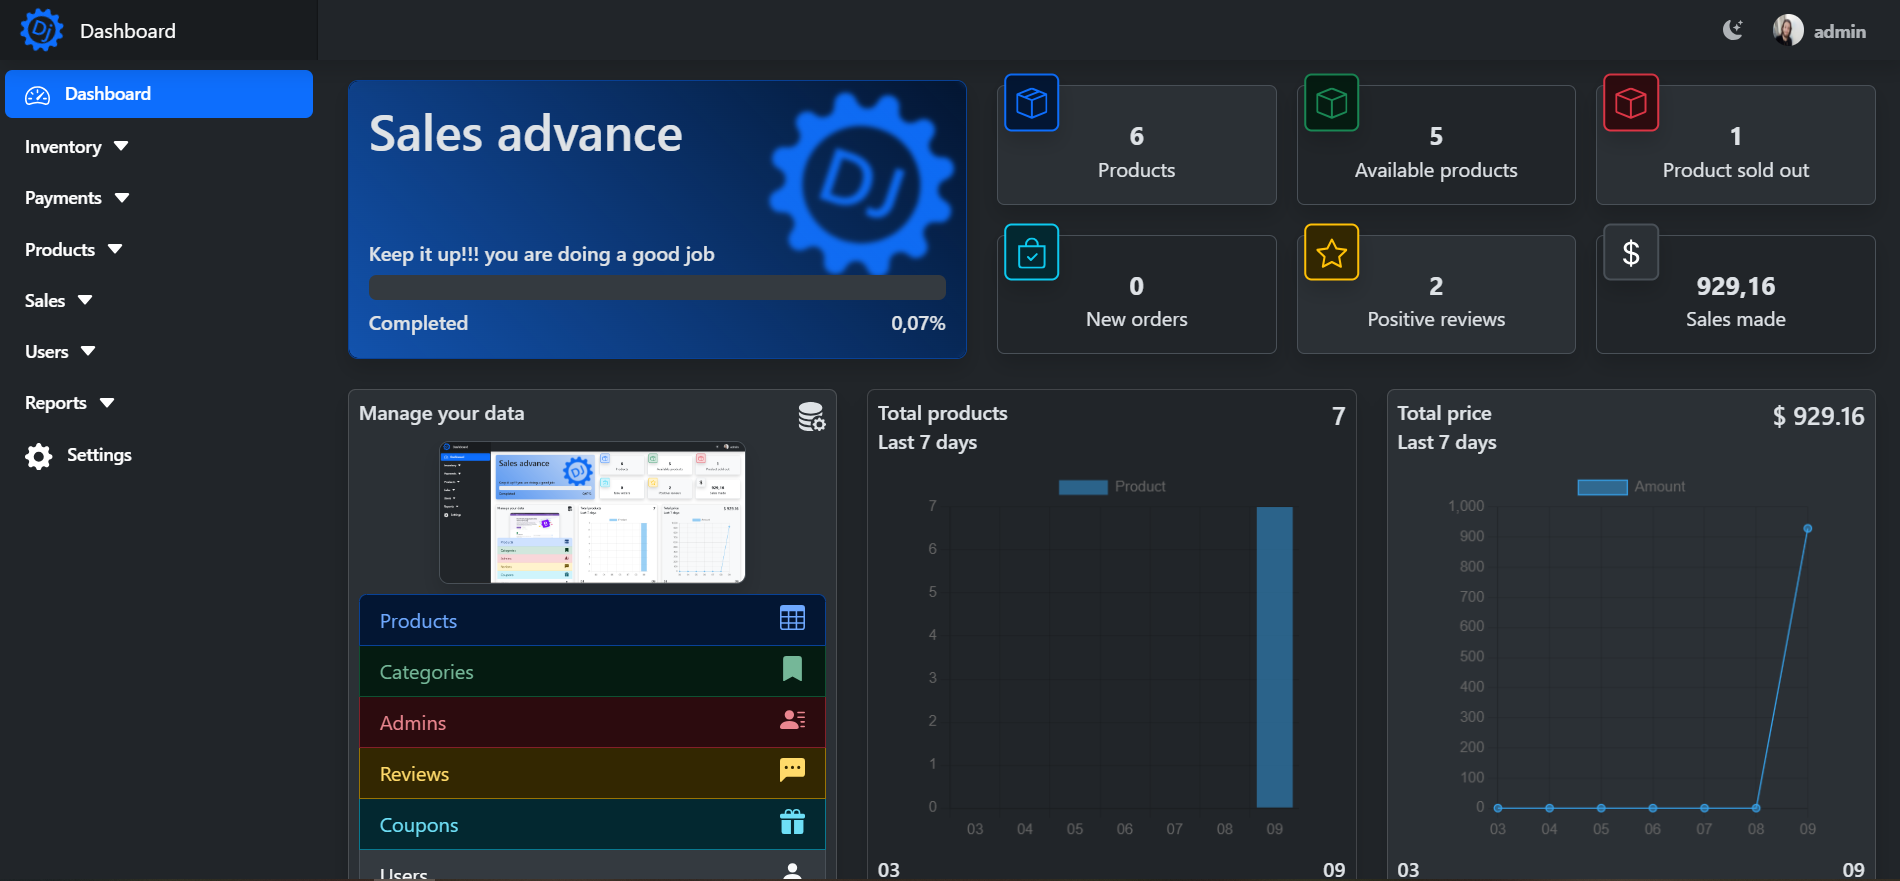 Dj
Dashboard
admin
Dashboard
Inventory
Payments
Products
Sales
Users
Reports
Settings
Sales advance
DJ
Keep it up!!! you are doing a good job
Completed
0,07%
6
Products
5
Available products
1
Product sold out
0
New orders
2
Positive reviews
$
929,16
Sales made
Manage your data
Sales advance
Products
Categories
Admins
Reviews
Coupons
Users
Total products
7
Last 7 days
Product
7
6
5
4
3
2
1
0
03 04 05 06 07 08 09
03 09
Total price
$ 929.16
Last 7 days
Amount
1,000
900
800
700
600
500
400
300
200
100
0
03 04 05 06 07 08 09
03 09